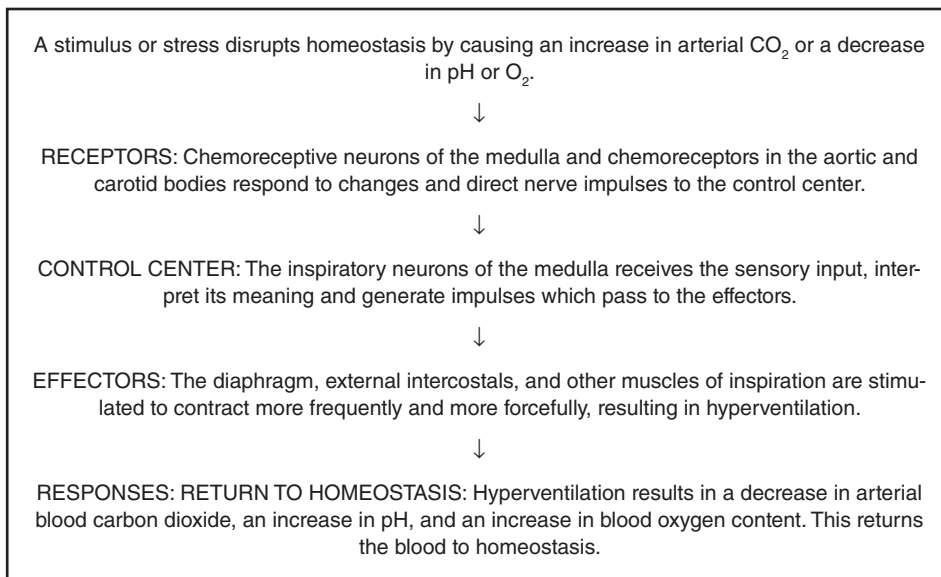 A stimulus or stress disrupts homeostasis by causing an increase in arterial CO₂ or a decrease
in pH or O₂.
↓
RECEPTORS: Chemoreceptive neurons of the medulla and chemoreceptors in the aortic and
carotid bodies respond to changes and direct nerve impulses to the control center.
↓
CONTROL CENTER: The inspiratory neurons of the medulla receives the sensory input, inter-
pret its meaning and generate impulses which pass to the effectors.
↓
EFFECTORS: The diaphragm, external intercostals, and other muscles of inspiration are stimu-
lated to contract more frequently and more forcefully, resulting in hyperventilation.
↓
RESPONSES: RETURN TO HOMEOSTASIS: Hyperventilation results in a decrease in arterial
blood carbon dioxide, an increase in pH, and an increase in blood oxygen content. This returns
the blood to homeostasis.